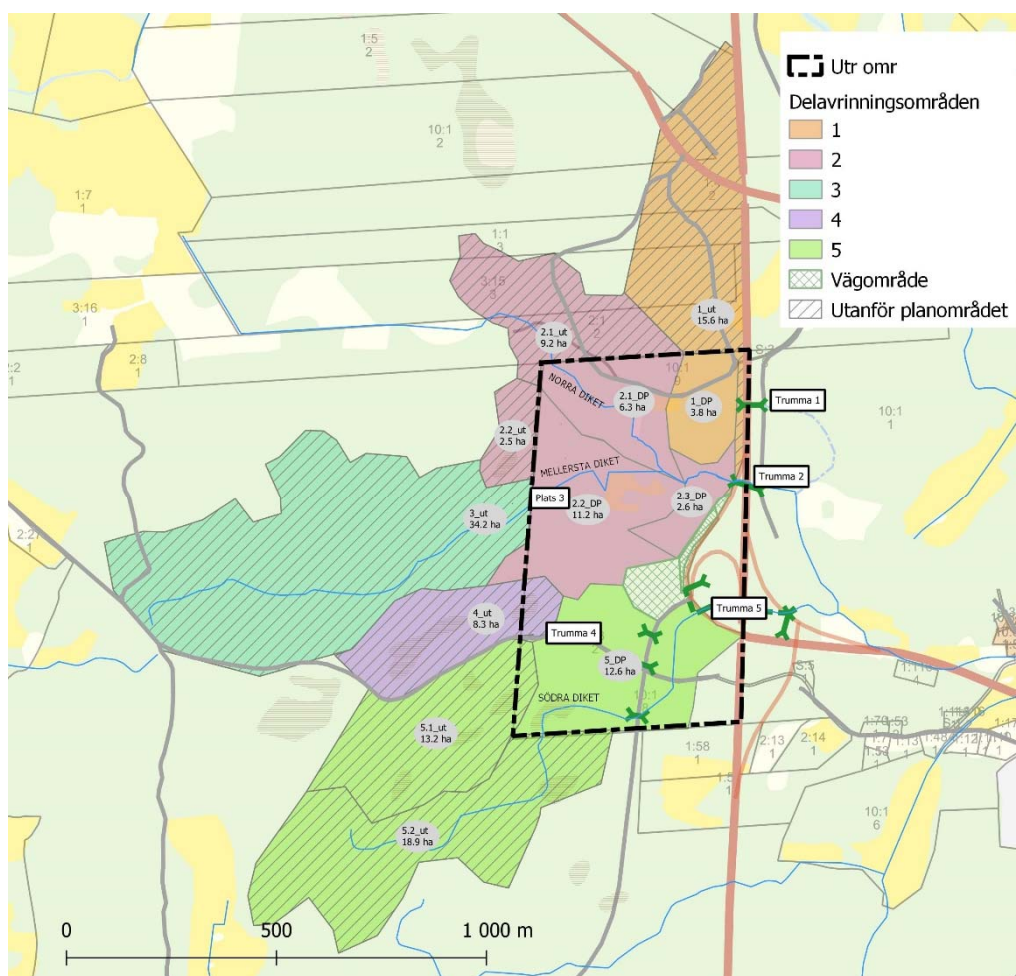 1:5
2
10:1
2
1:7
1
1:1
3
3:15
3
2:1
2
3:16
1
2:8
1
2:2
1
2:27
1
1_ut
15.6 ha
2.1_ut
9.2 ha
S:3
10:1
9
NORRA DIKET
2.1_DP
6.3 ha
1_DP
3.8 ha
Trumma 1
10:1
1
2.2_ut
2.5 ha
MELLERSTA DIKET
Trumma 2
Plats 3
2.2_DP
11.2 ha
2.3_DP
2.6 ha
3_ut
34.2 ha
4_ut
8.3 ha
Trumma 4
Trumma 5
5_DP
12.6 ha
SÖDRA DIKET
5.1_ut
13.2 ha
5.2_ut
18.9 ha
1:58
1
2:13
1
2:14
1
10:1
6
Utr omr
Delavrinningsområden
1
2
3
4
5
Vägområde
Utanför planområdet
0
500
1 000 m